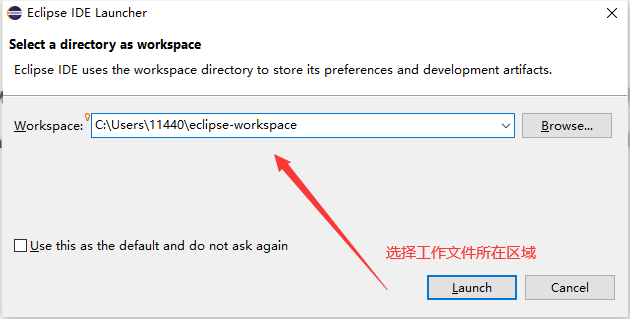 Eclipse IDE Launcher
Select a directory as workspace
Eclipse IDE uses the workspace directory to store its preferences and development artifacts.
Workspace: C:\Users\11440\eclipse-workspace Browse...
Use this as the default and do not ask again
选择工作文件所在区域
Launch Cancel